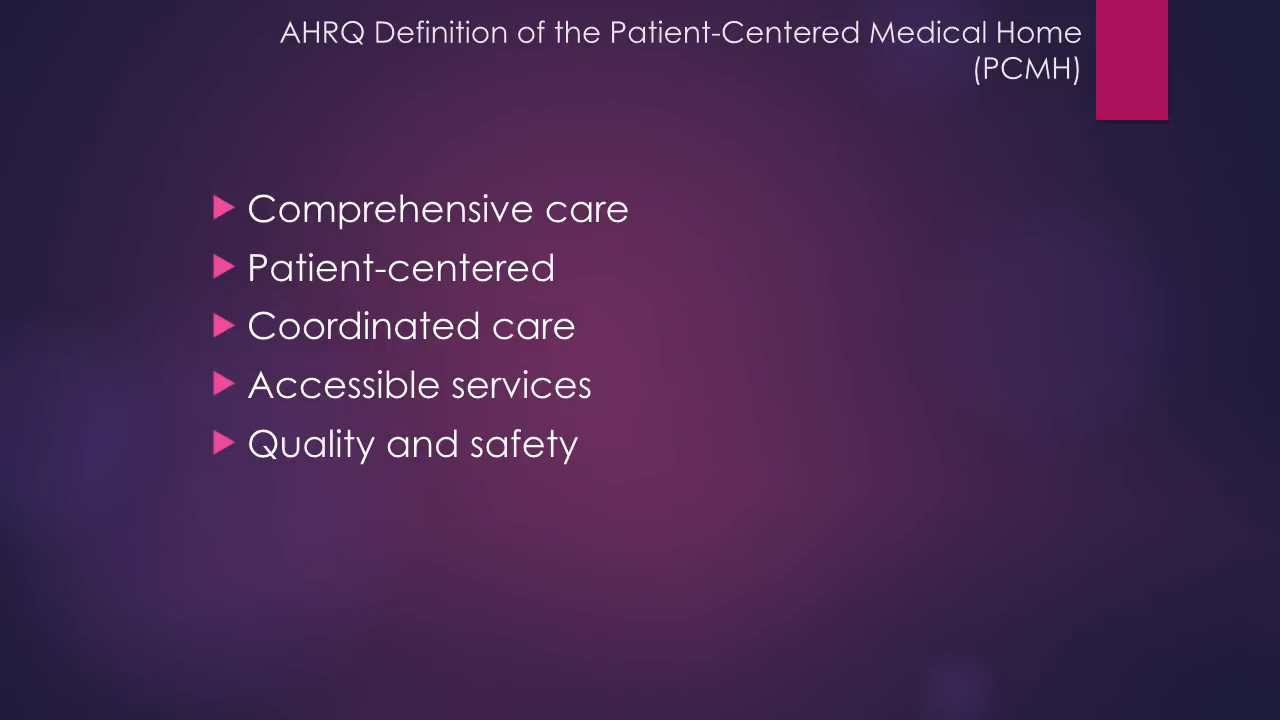 AHRQ Definition of the Patient-Centered Medical Home
(PCMH)
Comprehensive care
Patient-centered
Coordinated care
Accessible services
Quality and safety